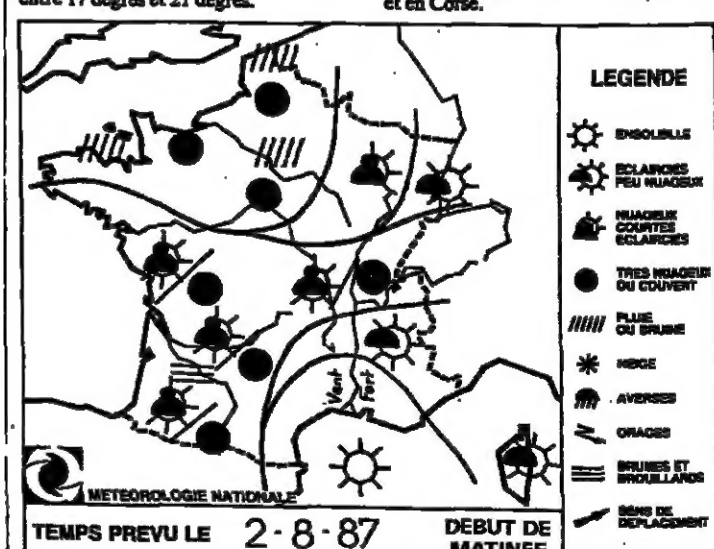 entre 17 degrés et 21 degrés.
et en Corse.
LEGENDE
ENSOLEILLE
ECLAIRCIES
PEU NUAGEUX
NUAGEUX
COURTES
ECLAIRCIES
TRES NUAGEUX
OU COUVERT
PLUIE
OU BRUINE
NEIGE
AVERSES
ORAGES
BRUMES ET
BROUILLARDS
SENS DE
DEPLACEMENT
Vent Fort
METEOROLOGIE NATIONALE
TEMPS PREVU LE 2-8-87 DEBUT DE
MATINEE